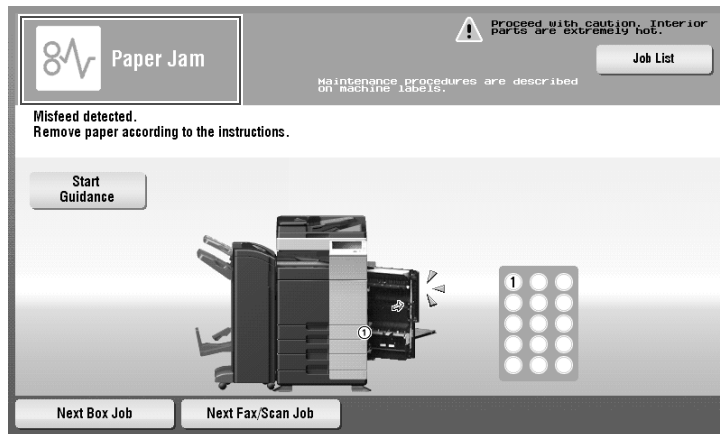 Paper Jam
Proceed with caution. Interior
parts are extremely hot.
Job List
Maintenance procedures are described
on machine labels.
Misfeed detected.
Remove paper according to the instructions.
Start
Guidance
1
1
Next Box Job
Next Fax/Scan Job